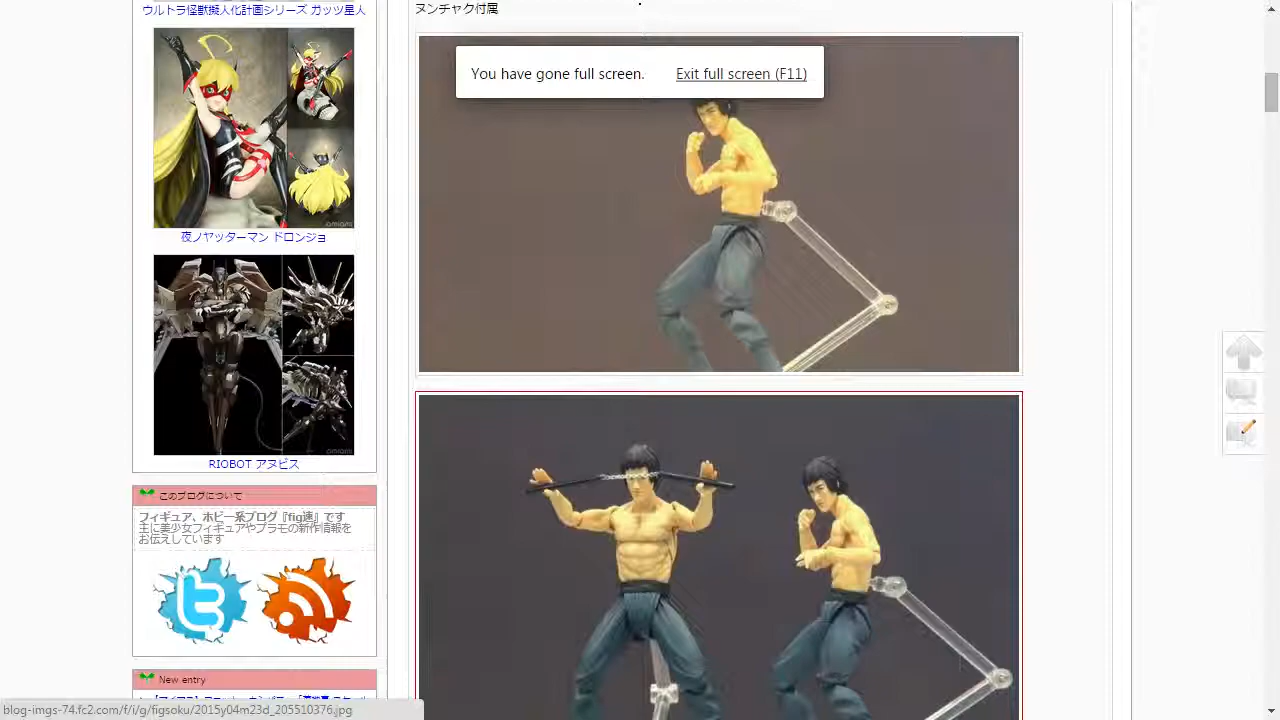 ウルトラ怪獣擬人化計画シリーズ ガッツ星人
amiami
夜ノヤッターマン ドロンジョ
amiami
RIOBOT アヌビス
このブログについて
フィギュア、ホビー系ブログ『fig速』です
主に美少女フィギュアやプラモの新作情報を
お伝えしています
New entry
ヌンチャク付属
You have gone full screen.
Exit full screen (F11)
blog-imgs-74.fc2.com/f/i/g/figsoku/2015y04m23d_205510376.jpg